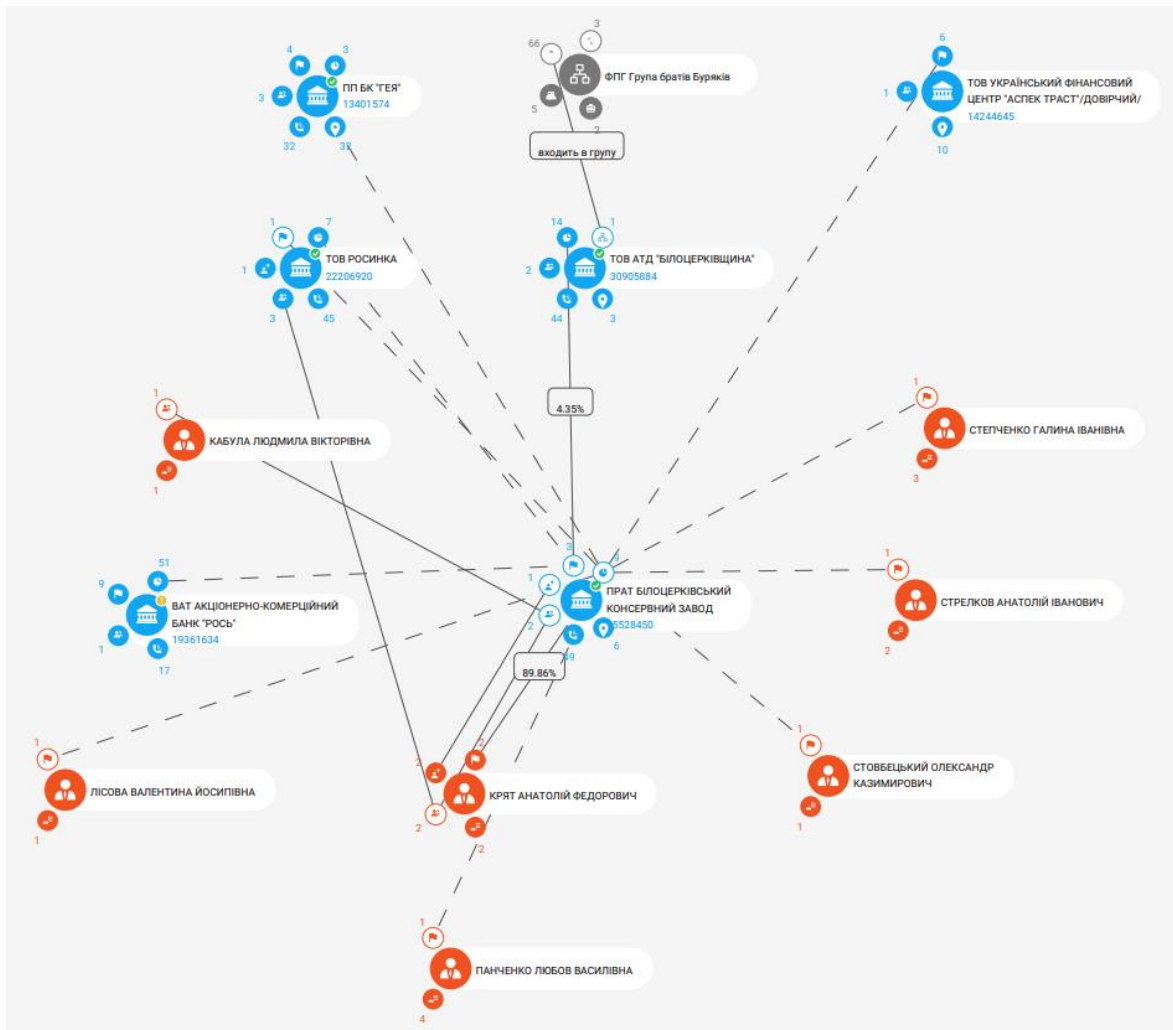 4
3
ПП БК "ГЕЯ"
13401574
3
32
32
3
66
ФПГ Група братів Буряків
5
2
входить в групу
6
ТОВ УКРАЇНСЬКИЙ ФІНАНСОВИЙ
ЦЕНТР "АСПЕК ТРАСТ"/ДОВІРЧИЙ/
14244645
1
10
1
7
ТОВ РОСИНКА
22206920
1
3
45
14
1
ТОВ АТД "БІЛОЦЕРКІВЩИНА"
30905884
2
44
3
4.35%
1
КАБУЛА ЛЮДМИЛА ВІКТОРІВНА
1
1
СТЕПЧЕНКО ГАЛИНА ІВАНІВНА
3
51
9
ВАТ АКЦІОНЕРНО-КОМЕРЦІЙНИЙ
БАНК "РОСЬ"
19361634
1
17
3
9
1
ПРАТ БІЛОЦЕРКІВСЬКИЙ
КОНСЕРВНИЙ ЗАВОД
5528450
2
49
6
89.86%
1
СТРЕЛКОВ АНАТОЛІЙ ІВАНОВИЧ
2
1
ЛІСОВА ВАЛЕНТИНА ЙОСИПІВНА
1
2
2
КРЯТ АНАТОЛІЙ ФЕДОРОВИЧ
2
2
1
СТОВБЕЦЬКИЙ ОЛЕКСАНДР
КАЗИМИРОВИЧ
1
1
ПАНЧЕНКО ЛЮБОВ ВАСИЛІВНА
4